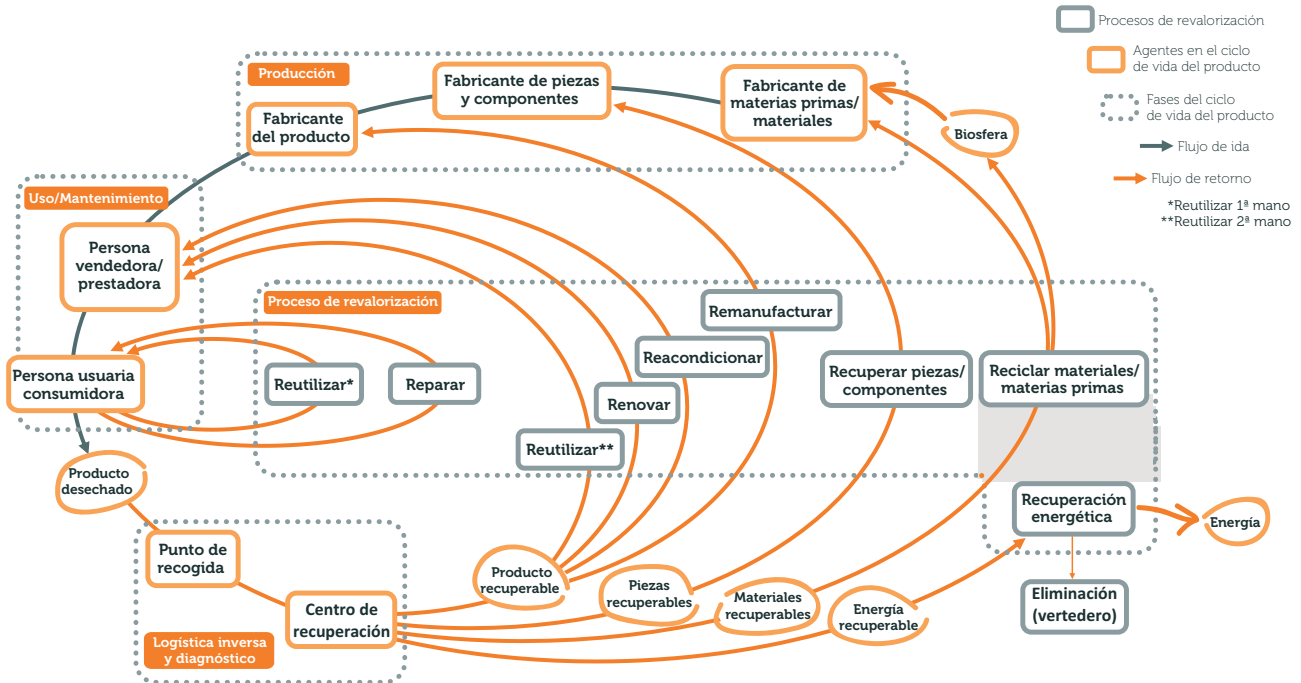 Procesos de revalorización
Agentes en el ciclo
de vida del producto
Fases del ciclo
de vida del producto
Flujo de ida
Flujo de retorno
*Reutilizar 1ª mano
**Reutilizar 2ª mano
Producción
Fabricante de piezas
y componentes
Fabricante de
materias primas/
materiales
Fabricante
del producto
Biosfera
Uso/Mantenimiento
Persona
vendedora/
prestadora
Proceso de revalorización
Remanufacturar
Reacondicionar
Persona usuaria
consumidora
Reutilizar*
Reparar
Renovar
Recuperar piezas/
componentes
Reciclar materiales/
materias primas
Reutilizar**
Producto
desechado
Recuperación
energética
Energía
Punto de
recogida
Producto
recuperable
Piezas
recuperables
Materiales
recuperables
Energía
recuperable
Eliminación
(vertedero)
Centro de
recuperación
Logística inversa
y diagnóstico